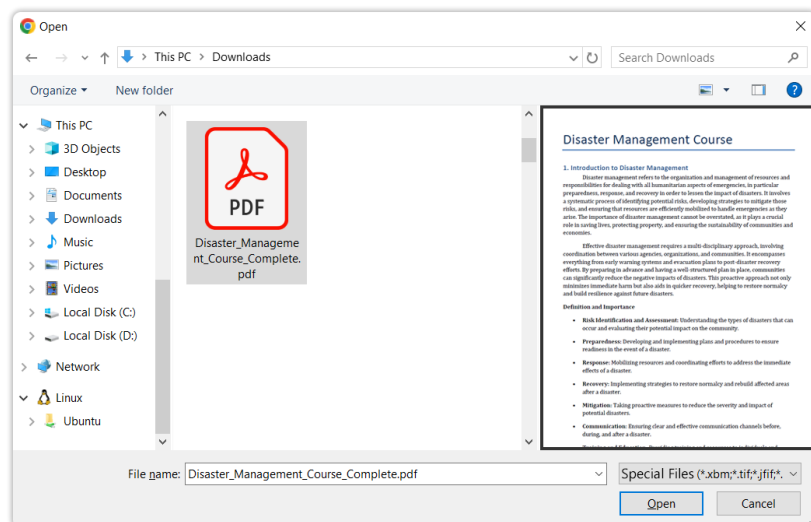 Open
This PC > Downloads
Search Downloads
Organize
New folder
?
This PC
3D Objects
Desktop
Documents
Downloads
Music
Pictures
Videos
Local Disk (C:)
Local Disk (D:)
Network
Linux
Ubuntu
PDF
Disaster_Manageme
nt_Course_Complete.
pdf
Disaster Management Course
1. Introduction to Disaster Management
Disaster management refers to the organization and management of resources and
responsibilities for dealing with all humanitarian aspects of emergencies, in particular
preparedness, response, and recovery in order to lessen the impact of disasters. It involves
a systematic process of identifying potential risks, developing strategies to mitigate those
risks, and ensuring that resources are efficiently mobilized to handle emergencies as they
arise. The importance of disaster management cannot be overstated, as it plays a crucial
role in saving lives, protecting property, and ensuring the sustainability of communities and
economies.
Effective disaster management requires a multi-disciplinary approach, involving
coordination between various agencies, organizations, and communities. It encompasses
everything from early warning systems and evacuation plans to post-disaster recovery
efforts. By preparing in advance and having a well-structured plan in place, communities
can significantly reduce the negative impacts of disasters. This proactive approach not only
minimizes immediate harm but also aids in quicker recovery, helping to restore normalcy
and build resilience against future disasters.
Definition and Importance
• Risk Identification and Assessment: Understanding the types of disasters that can
occur and evaluating their potential impact on the community.
• Preparedness: Developing and implementing plans and procedures to ensure
readiness in the event of a disaster.
• Response: Mobilizing resources and coordinating efforts to address the immediate
effects of a disaster.
• Recovery: Implementing strategies to restore normalcy and rebuild affected areas
after a disaster.
• Mitigation: Taking proactive measures to reduce the severity and impact of
potential disasters.
• Communication: Ensuring clear and effective communication channels before,
during, and after a disaster.
File name: Disaster_Management_Course_Complete.pdf
Special Files (*.xbm;*.tif;*.jfif;*.
Open
Cancel